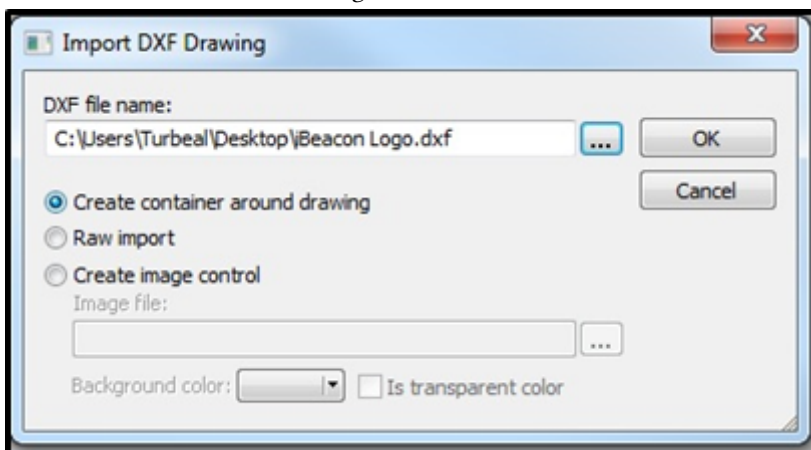 Import DXF Drawing
DXF file name:
C:\Users\Turbeal\Desktop\iBeacon Logo.dxf
...
OK
Cancel
Create container around drawing
Raw import
Create image control
Image file:
...
Background color:
Is transparent color